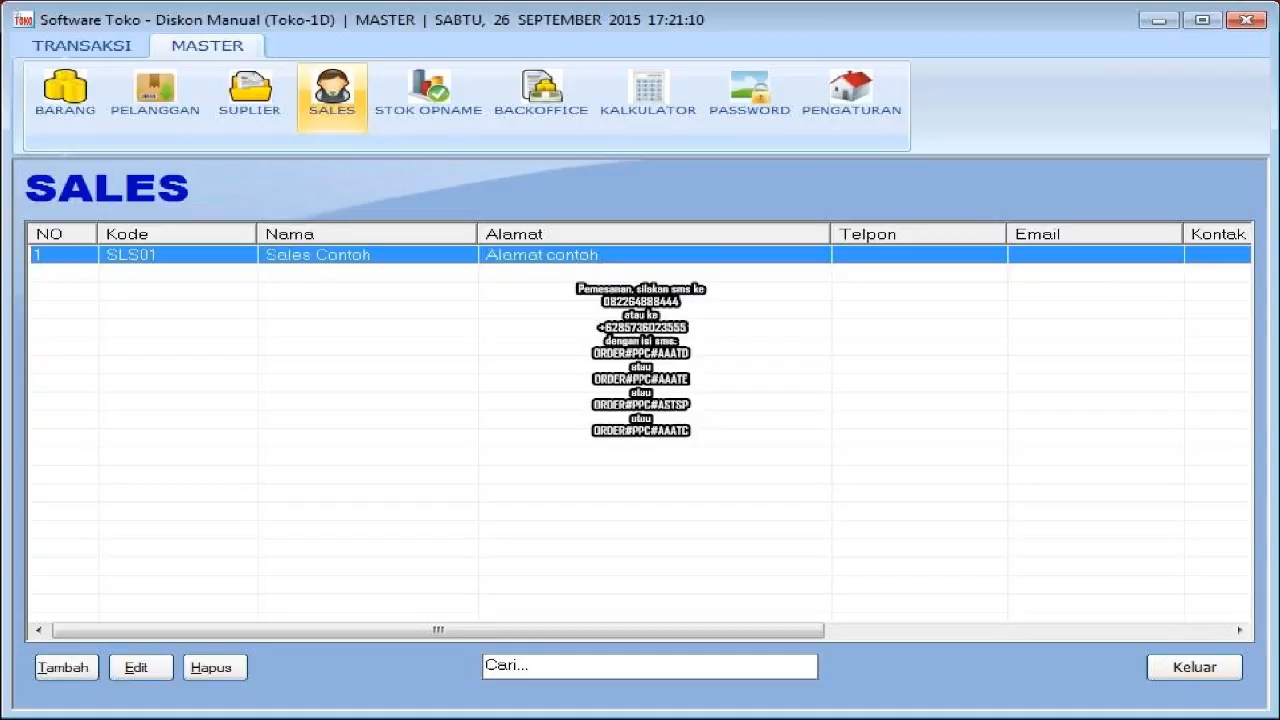 TOKO Software Toko - Diskon Manual (Toko-1D) | MASTER | SABTU, 26 SEPTEMBER 2015 17:21:10
TRANSAKSI MASTER
BARANG PELANGGAN SUPLIER SALES STOK OPNAME BACKOFFICE KALKULATOR PASSWORD PENGATURAN
SALES
NO Kode Nama Alamat Telpon Email Kontak
1 SLS01 Sales Contoh Alamat contoh
Pemesanan, silakan sms ke
082264888444
atau ke
+6285736023555
dengan isi sms:
ORDER#PPC#AAATD
atau
ORDER#PPC#AAATE
atau
ORDER#PPC#ASTSP
atau
ORDER#PPC#AAATC
Tambah Edit Hapus Cari... Keluar